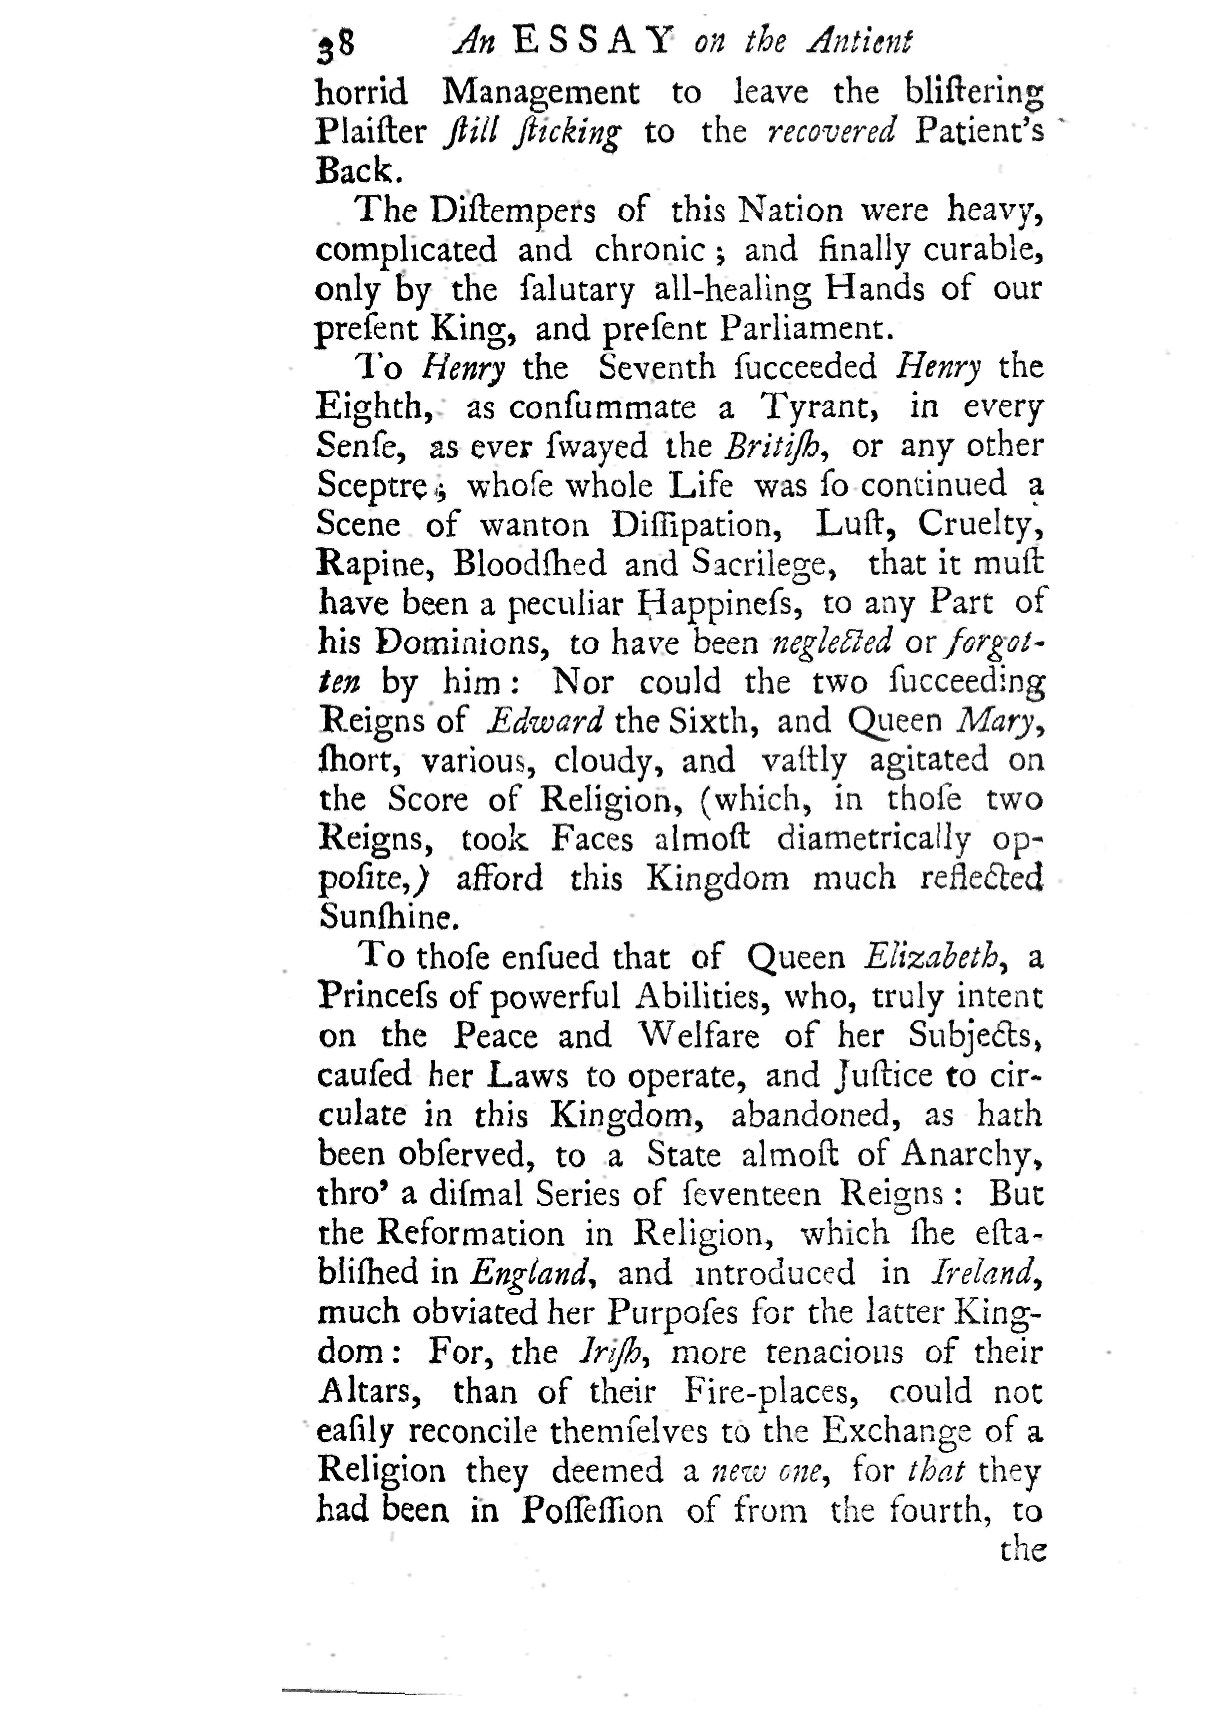 38 An ESSAY on the Antient
horrid Management to leave the bliſtering
Plaiſter ſtill ſticking to the recovered Patient's
Back.
The Diſtempers of this Nation were heavy,
complicated and chronic; and finally curable,
only by the ſalutary all-healing Hands of our
preſent King, and preſent Parliament.
To Henry the Seventh ſucceeded Henry the
Eighth, as conſummate a Tyrant, in every
Senſe, as ever ſwayed the Britiſh, or any other
Sceptre; whoſe whole Life was ſo continued a
Scene of wanton Diſſipation, Luſt, Cruelty,
Rapine, Bloodſhed and Sacrilege, that it muſt
have been a peculiar Happineſs, to any Part of
his Dominions, to have been neglected or forgot-
ten by him: Nor could the two ſucceeding
Reigns of Edward the Sixth, and Queen Mary,
ſhort, various, cloudy, and vaſtly agitated on
the Score of Religion, (which, in thoſe two
Reigns, took Faces almoſt diametrically op-
poſite,) afford this Kingdom much reflected
Sunſhine.
To thoſe enſued that of Queen Elizabeth, a
Princeſs of powerful Abilities, who, truly intent
on the Peace and Welfare of her Subjects,
cauſed her Laws to operate, and Juſtice to cir-
culate in this Kingdom, abandoned, as hath
been obſerved, to a State almoſt of Anarchy,
thro' a diſmal Series of ſeventeen Reigns: But
the Reformation in Religion, which ſhe eſta-
bliſhed in England, and introduced in Ireland,
much obviated her Purpoſes for the latter King-
dom: For, the Iriſh, more tenacious of their
Altars, than of their Fire-places, could not
eaſily reconcile themſelves to the Exchange of a
Religion they deemed a new one, for that they
had been in Poſſeſſion of from the fourth, to
the